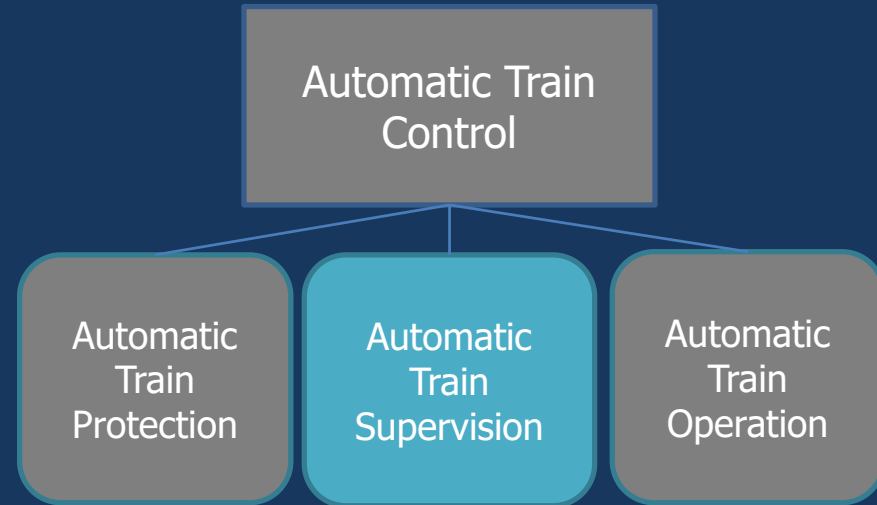 Automatic Train
Control
Automatic
Train
Protection
Automatic
Train
Supervision
Automatic
Train
Operation